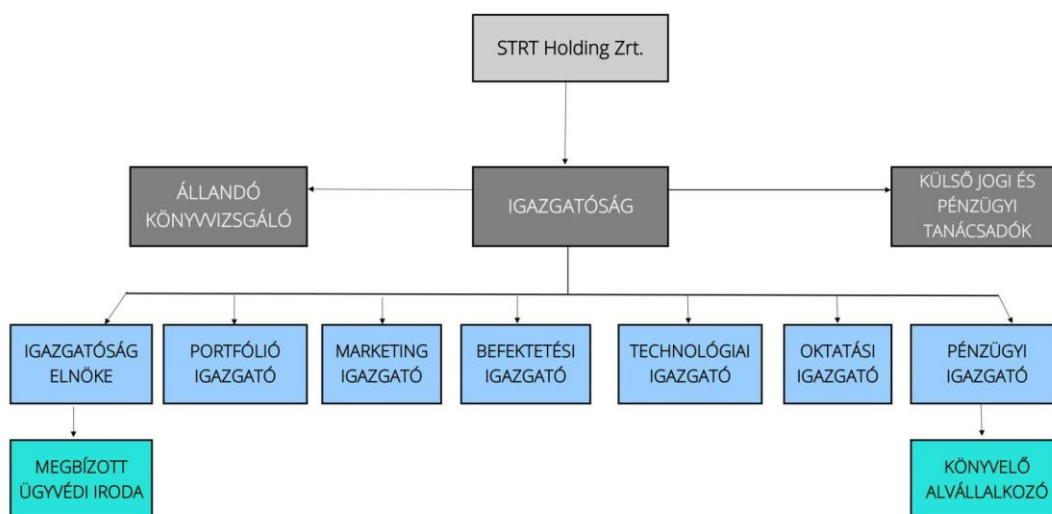 STRT Holding Zrt.
ÁLLANDÓ
KÖNYVVIZSGÁLÓ
IGAZGATÓSÁG
KÜLSŐ JOGI ÉS
PÉNZÜGYI
TANÁCSADÓK
IGAZGATÓSÁG
ELNÖKE
PORTFÓLIÓ
IGAZGATÓ
MARKETING
IGAZGATÓ
BEFEKTETÉSI
IGAZGATÓ
TECHNOLÓGIAI
IGAZGATÓ
OKTATÁSI
IGAZGATÓ
PÉNZÜGYI
IGAZGATÓ
MEGBÍZOTT
ÜGYVÉDI IRODA
KÖNYVELŐ
ALVÁLLALKOZÓ